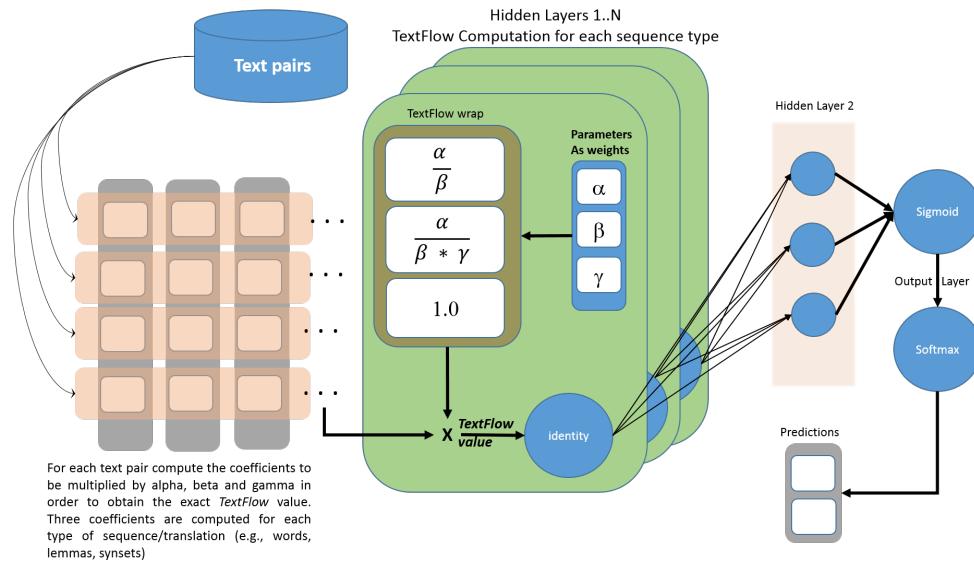 Hidden Layers 1..N
TextFlow Computation for each sequence type
Text pairs
TextFlow wrap
α
β
α
β * γ
1.0
Parameters
As weights
α
β
γ
. . .
. . .
. . .
. . .
X
TextFlow
value
identity
Hidden Layer 2
Sigmoid
Output Layer
Softmax
Predictions
For each text pair compute the coefficients to
be multiplied by alpha, beta and gamma in
order to obtain the exact TextFlow value.
Three coefficients are computed for each
type of sequence/translation (e.g., words,
lemmas, synsets)